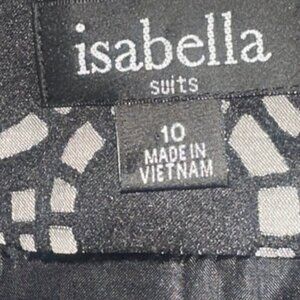 isabella
suits
10
MADE IN
VIETNAM